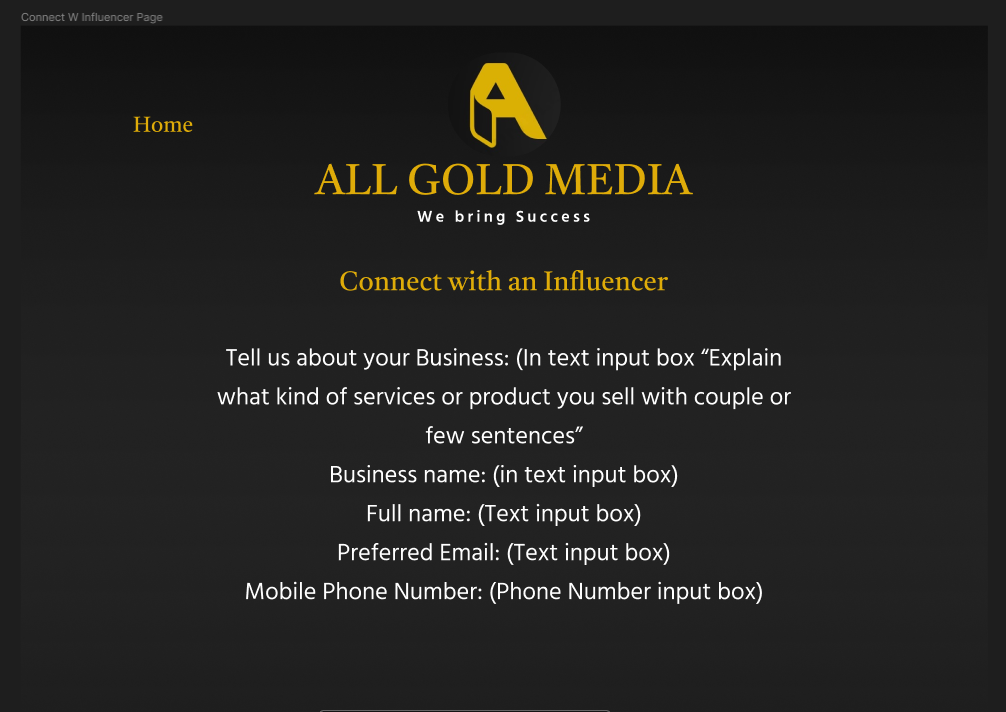 Connect W Influencer Page
Home
A
ALL GOLD MEDIA
We bring Success
Connect with an Influencer
Tell us about your Business: (In text input box “Explain
what kind of services or product you sell with couple or
few sentences”
Business name: (in text input box)
Full name: (Text input box)
Preferred Email: (Text input box)
Mobile Phone Number: (Phone Number input box)